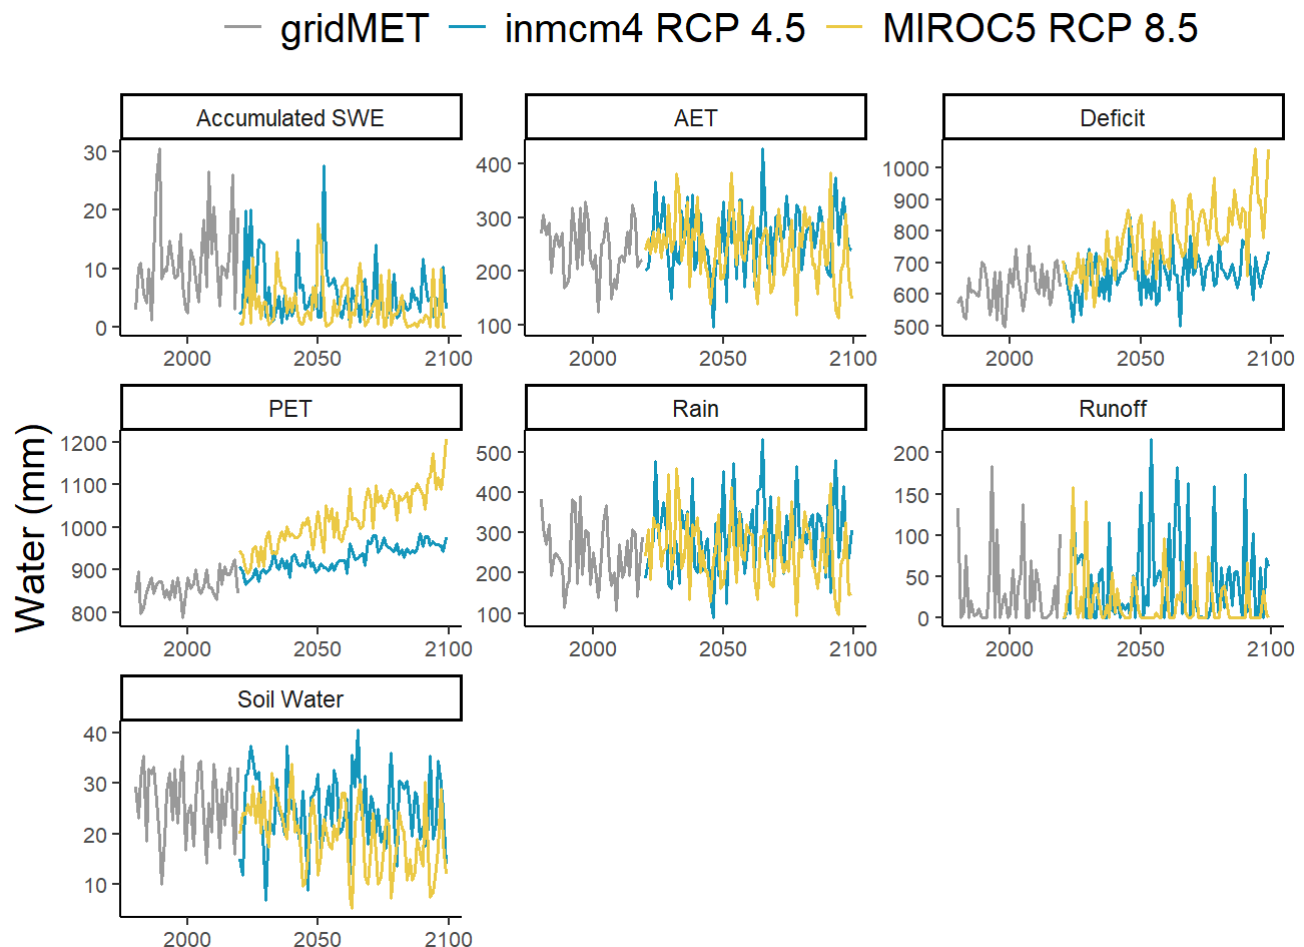 gridMET inmcm4 RCP 4.5 MIROC5 RCP 8.5
Water (mm)
Accumulated SWE
30
20
10
0
2000 2050 2100
AET
400
300
200
100
2000 2050 2100
Deficit
1000
900
800
700
600
500
2000 2050 2100
PET
1200
1100
1000
900
800
2000 2050 2100
Rain
500
400
300
200
100
2000 2050 2100
Runoff
200
150
100
50
0
2000 2050 2100
Soil Water
40
30
20
10
2000 2050 2100